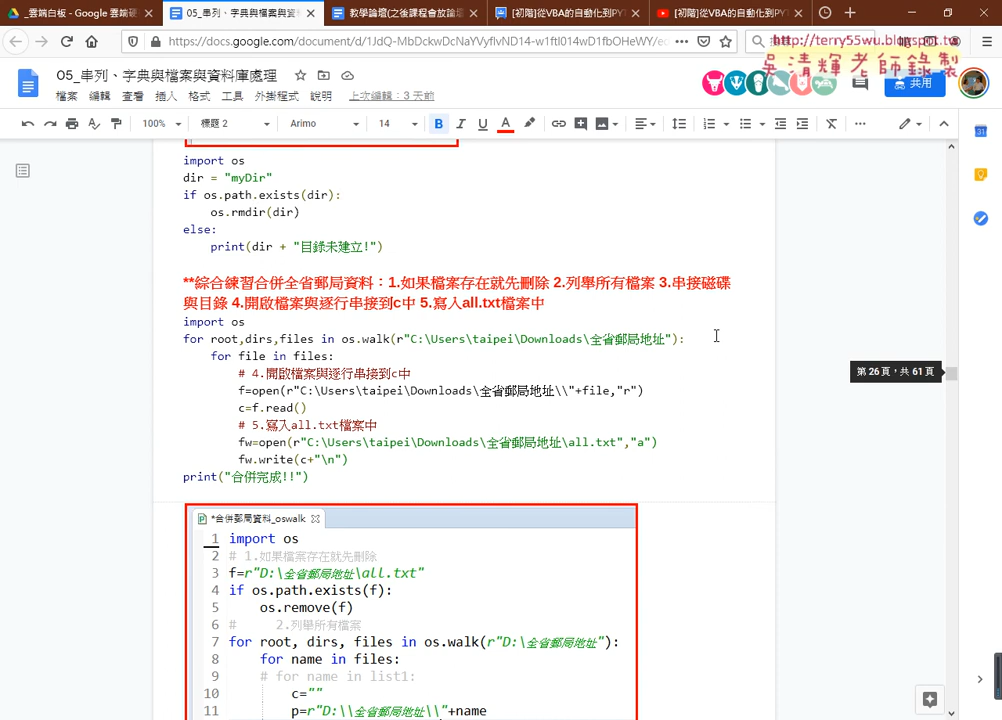 _雲端白板 - Google 雲端硬
05_串列、字典與檔案與資
教學論壇(之後課程會放論壇
[初階]從VBA的自動化到PYT
[初階]從VBA的自動化到PYT
https://docs.google.com/document/d/1JdQ-MbDckwDcNaYVyflvND14-w1ftl014wD1fbOHeWY/ec
http://terry55wu.blogspot.tw
吳清輝老師錄製
05_串列、字典與檔案與資料庫處理
共用
檔案 編輯 查看 插入 格式 工具 外掛程式 說明 上次編輯：3 天前
100% 標題 2 Arimo 14 B I U A
import os
dir = "myDir"
if os.path.exists(dir):
os.rmdir(dir)
else:
print(dir + "目錄未建立!")
**綜合練習合併全省郵局資料：1.如果檔案存在就先刪除 2.列舉所有檔案 3.串接磁碟
與目錄 4.開啟檔案與逐行串接到c中 5.寫入all.txt檔案中
import os
for root,dirs,files in os.walk(r"C:\Users\taipei\Downloads\全省郵局地址"):
for file in files:
# 4.開啟檔案與逐行串接到c中
f=open(r"C:\Users\taipei\Downloads\全省郵局地址\\"+file,"r")
c=f.read()
# 5.寫入all.txt檔案中
fw=open(r"C:\Users\taipei\Downloads\全省郵局地址\all.txt","a")
fw.write(c+"\n")
print("合併完成!!")
第 26 頁，共 61 頁
*合併郵局資料_oswalk
1 import os
2 # 1.如果檔案存在就先刪除
3 f=r"D:\全省郵局地址\all.txt"
4 if os.path.exists(f):
5 os.remove(f)
6 # 2.列舉所有檔案
7 for root, dirs, files in os.walk(r"D:\全省郵局地址"):
8 for name in files:
9 # for name in list1:
10 c=""
11 p=r"D:\\全省郵局地址\\"+name